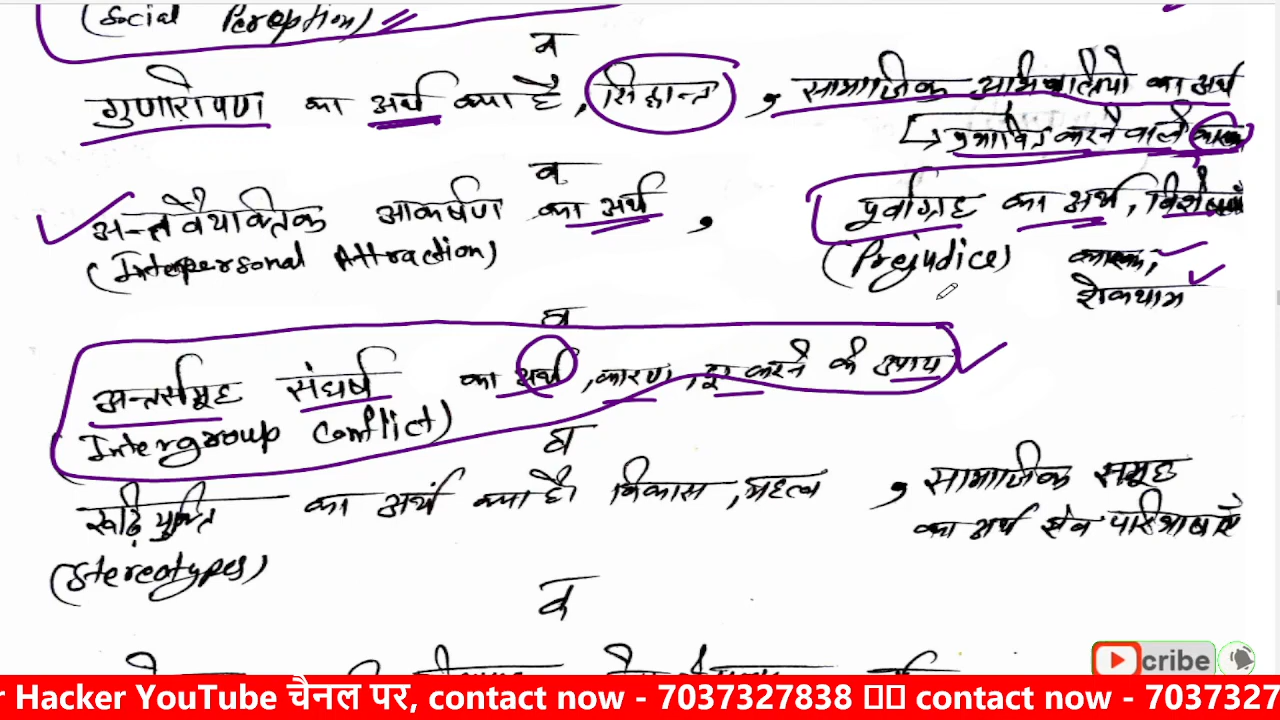 (Social Perception)
व
गुणारोपण का अर्थ क्या है, सिद्धान्त, सामाजिक अभिवृत्तियो का अर्थ
प्रभावित करने वाले कारक
व
अन्तर्वैयाक्तिक आकर्षण का अर्थ, पूर्वाग्रह का अर्थ, विशेषताएँ
(Interpersonal Attraction) (Prejudice) कारक,
रोकथाम
व
अन्तर्समूह संघर्ष का अर्थ, कारण, दूर करने के उपाय
Intergroup Conflict)
व
रूढ़ि युक्ति का अर्थ क्या है। विकास, महत्व, सामाजिक समूह
का अर्थ एंव परिभाषाएँ
(Stereotypes)
व
cribe
r Hacker YouTube चैनल पर, contact now - 7037327838 contact now - 7037327